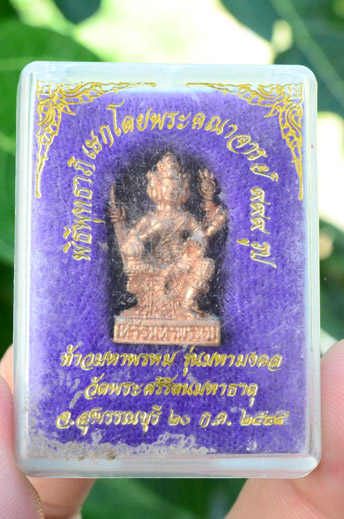 พิธีพุทธาภิเษกโดยพระคณาจารย์ ๙๙๙ รูป
ท้าวมหาพรหม
ท้าวมหาพรหม รุ่นมหามงคล
วัดพระศรีรัตนมหาธาตุ
จ.สุพรรณบุรี ๒๐ ก.ค. ๒๕๔๕